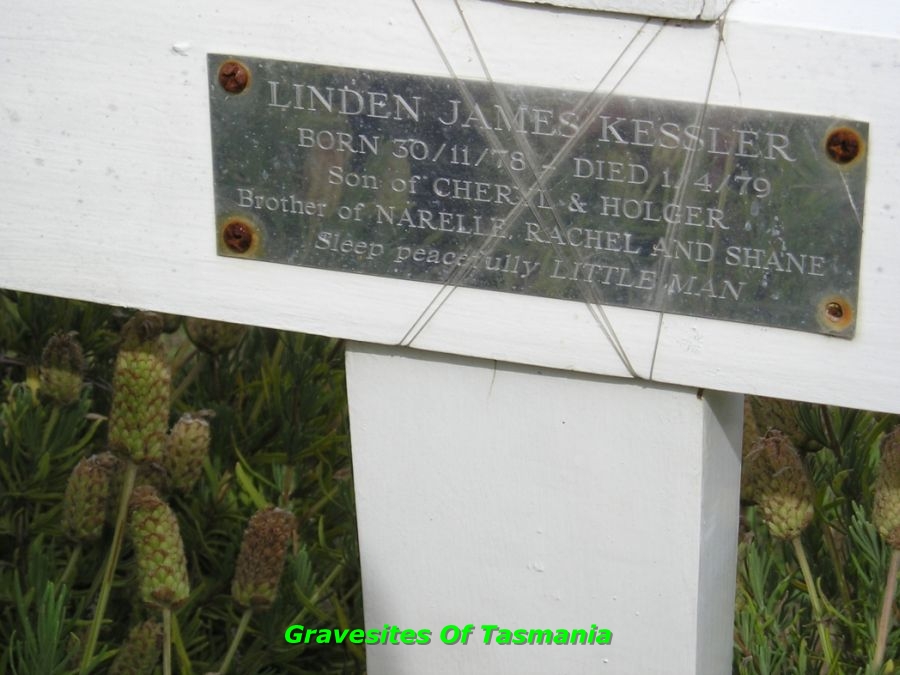 LINDEN JAMES KESSLER
BORN 30/11/78 - DIED 1/4/79
Son of CHERYL & HOLGER
Brother of NARELLE, RACHEL AND SHANE
Sleep peacefully LITTLE MAN
Gravesites Of Tasmania